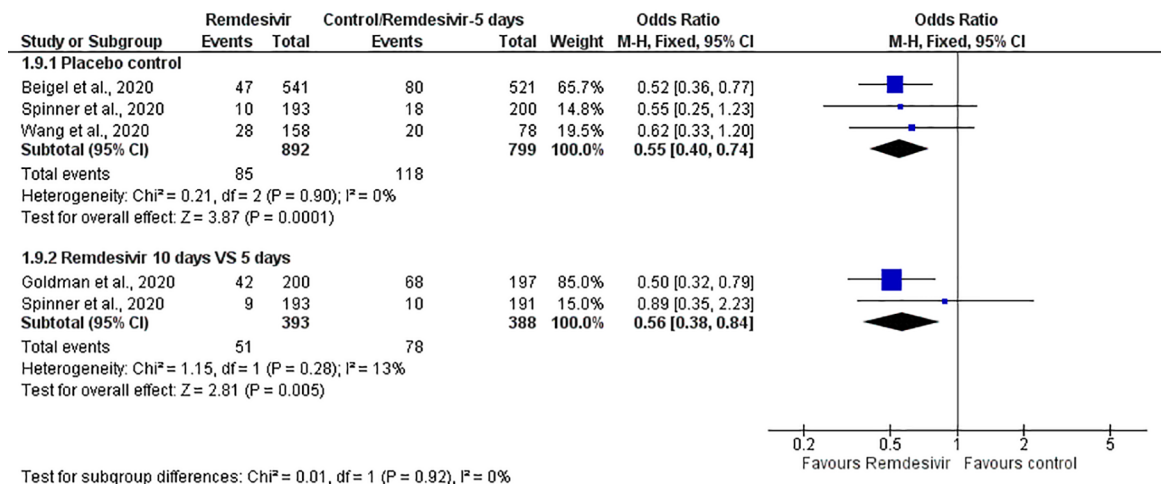 Remdesivir Control/Remdesivir-5 days Odds Ratio Odds Ratio
Study or Subgroup Events Total Events Total Weight M-H, Fixed, 95% CI M-H, Fixed, 95% CI
1.9.1 Placebo control
Beigel et al., 2020 47 541 80 521 65.7% 0.52 [0.36, 0.77]
Spinner et al., 2020 10 193 18 200 14.8% 0.55 [0.25, 1.23]
Wang et al., 2020 28 158 20 78 19.5% 0.62 [0.33, 1.20]
Subtotal (95% CI) 892 799 100.0% 0.55 [0.40, 0.74]
Total events 85 118
Heterogeneity: Chi² = 0.21, df = 2 (P = 0.90); I² = 0%
Test for overall effect: Z = 3.87 (P = 0.0001)
1.9.2 Remdesivir 10 days VS 5 days
Goldman et al., 2020 42 200 68 197 85.0% 0.50 [0.32, 0.79]
Spinner et al., 2020 9 193 10 191 15.0% 0.89 [0.35, 2.23]
Subtotal (95% CI) 393 388 100.0% 0.56 [0.38, 0.84]
Total events 51 78
Heterogeneity: Chi² = 1.15, df = 1 (P = 0.28); I² = 13%
Test for overall effect: Z = 2.81 (P = 0.005)
0.2 0.5 1 2 5
Favours Remdesivir Favours control
Test for subgroup differences: Chi² = 0.01, df = 1 (P = 0.92), I² = 0%